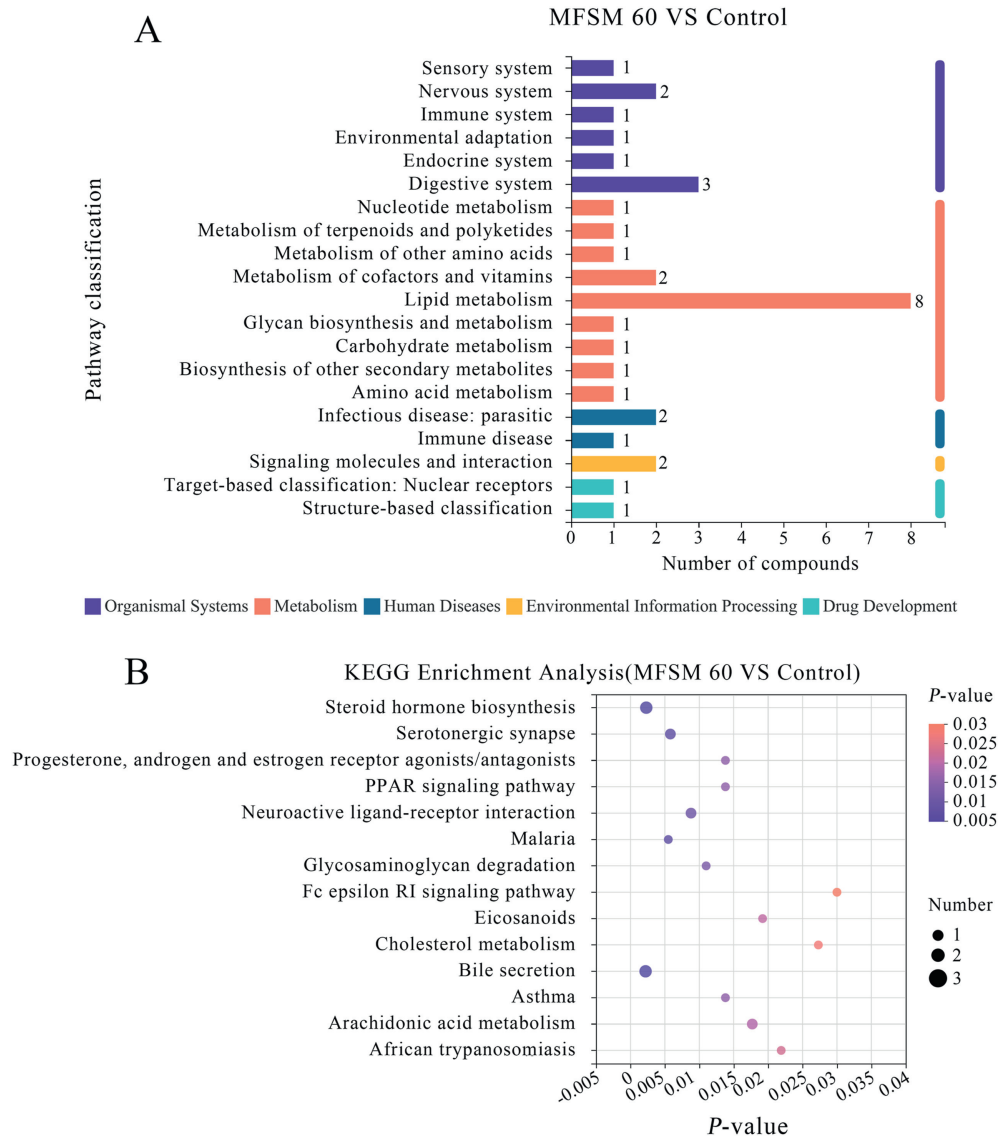 A
MFSM 60 VS Control
Pathway classification
Sensory system 1
Nervous system 2
Immune system 1
Environmental adaptation 1
Endocrine system 1
Digestive system 3
Nucleotide metabolism 1
Metabolism of terpenoids and polyketides 1
Metabolism of other amino acids 1
Metabolism of cofactors and vitamins 2
Lipid metabolism 8
Glycan biosynthesis and metabolism 1
Carbohydrate metabolism 1
Biosynthesis of other secondary metabolites 1
Amino acid metabolism 1
Infectious disease: parasitic 2
Immune disease 1
Signaling molecules and interaction 2
Target-based classification: Nuclear receptors 1
Structure-based classification 1
0 1 2 3 4 5 6 7 8
Number of compounds
Organismal Systems Metabolism Human Diseases Environmental Information Processing Drug Development
B
KEGG Enrichment Analysis(MFSM 60 VS Control)
Steroid hormone biosynthesis
Serotonergic synapse
Progesterone, androgen and estrogen receptor agonists/antagonists
PPAR signaling pathway
Neuroactive ligand-receptor interaction
Malaria
Glycosaminoglycan degradation
Fc epsilon RI signaling pathway
Eicosanoids
Cholesterol metabolism
Bile secretion
Asthma
Arachidonic acid metabolism
African trypanosomiasis
-0.005 0 0.005 0.01 0.015 0.02 0.025 0.03 0.035 0.04
P-value
P-value
0.03
0.025
0.02
0.015
0.01
0.005
Number
1
2
3